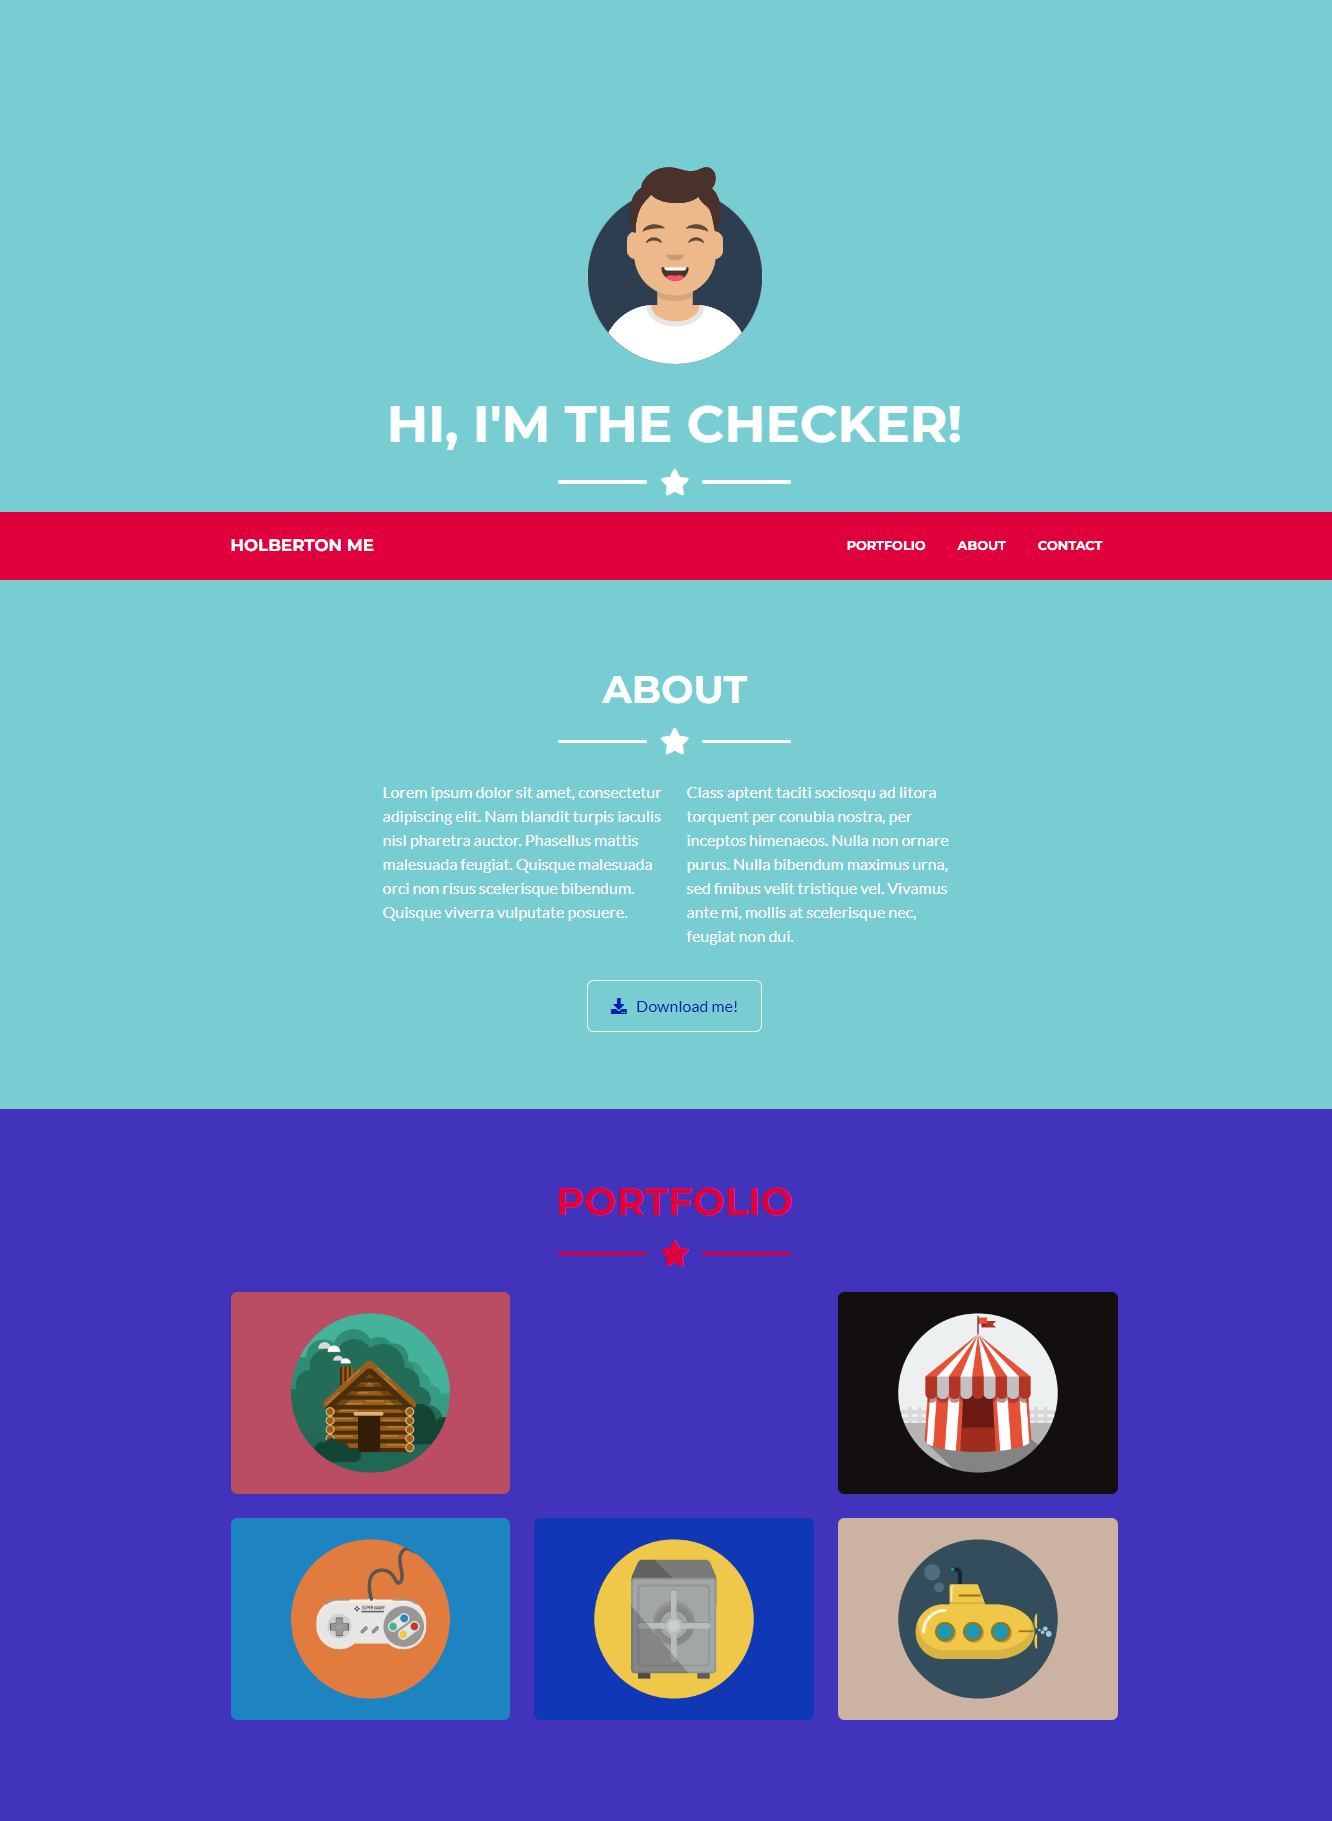 HI, I'M THE CHECKER!
HOLBERTON ME
PORTFOLIO ABOUT CONTACT
ABOUT
Lorem ipsum dolor sit amet, consectetur
adipiscing elit. Nam blandit turpis iaculis
nisl pharetra auctor. Phasellus mattis
malesuada feugiat. Quisque malesuada
orci non risus scelerisque bibendum.
Quisque viverra vulputate posuere.
Class aptent taciti sociosqu ad litora
torquent per conubia nostra, per
inceptos himenaeos. Nulla non ornare
purus. Nulla bibendum maximus urna,
sed finibus velit tristique vel. Vivamus
ante mi, mollis at scelerisque nec,
feugiat non dui.
Download me!
PORTFOLIO
SUPER GAME